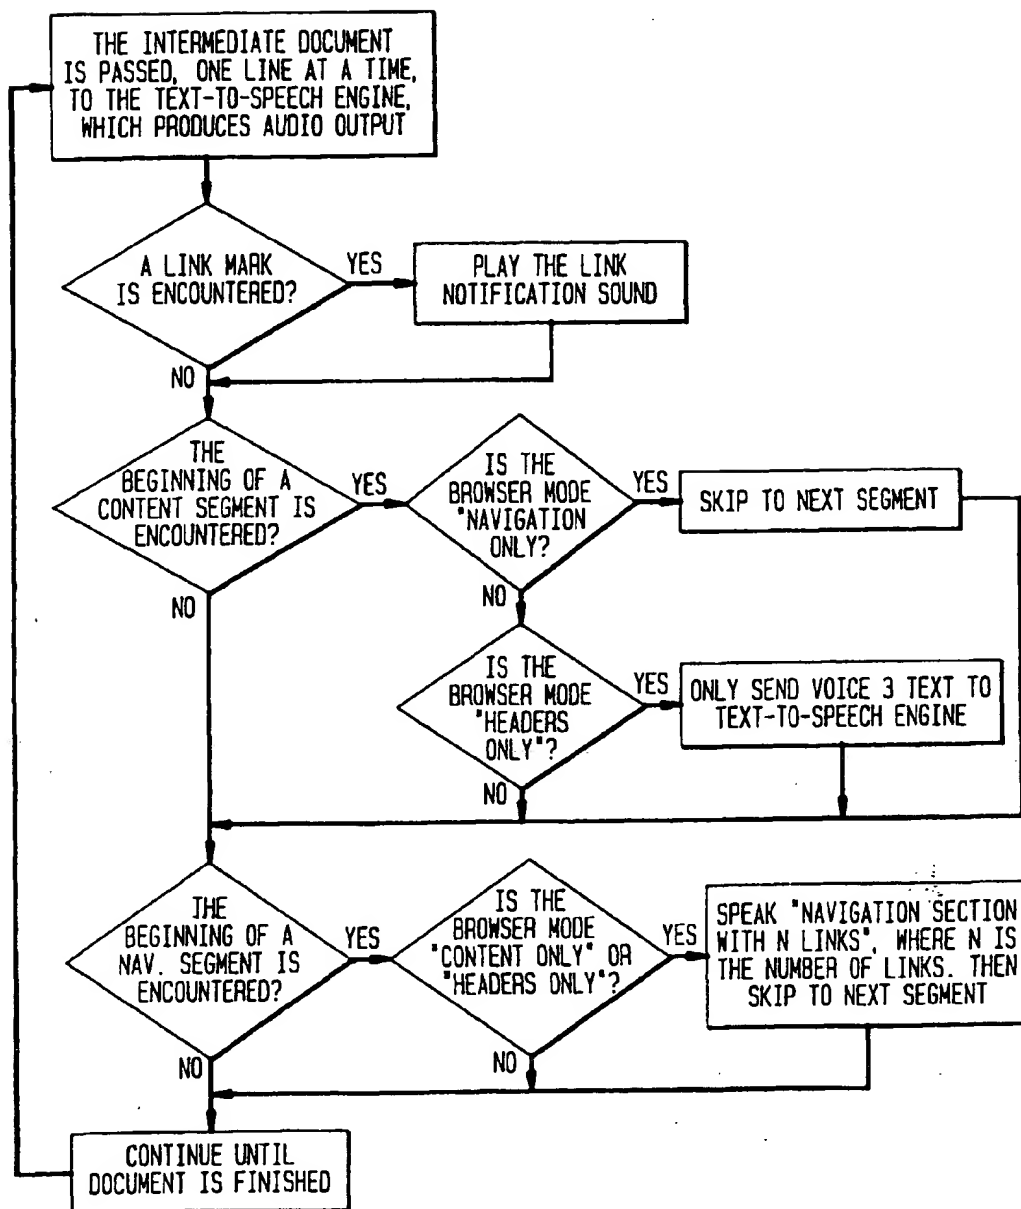 THE INTERMEDIATE DOCUMENT
IS PASSED, ONE LINE AT A TIME,
TO THE TEXT-TO-SPEECH ENGINE,
WHICH PRODUCES AUDIO OUTPUT
A LINK MARK
IS ENCOUNTERED?
YES
PLAY THE LINK
NOTIFICATION SOUND
NO
THE
BEGINNING OF A
CONTENT SEGMENT IS
ENCOUNTERED?
YES
IS THE
BROWSER MODE
"NAVIGATION
ONLY?
YES
SKIP TO NEXT SEGMENT
NO
NO
IS THE
BROWSER MODE
"HEADERS
ONLY"?
YES
ONLY SEND VOICE 3 TEXT TO
TEXT-TO-SPEECH ENGINE
NO
THE
BEGINNING OF A
NAV. SEGMENT IS
ENCOUNTERED?
YES
IS THE
BROWSER MODE
"CONTENT ONLY" OR
"HEADERS ONLY"?
YES
SPEAK "NAVIGATION SECTION
WITH N LINKS", WHERE N IS
THE NUMBER OF LINKS. THEN
SKIP TO NEXT SEGMENT
NO
NO
CONTINUE UNTIL
DOCUMENT IS FINISHED